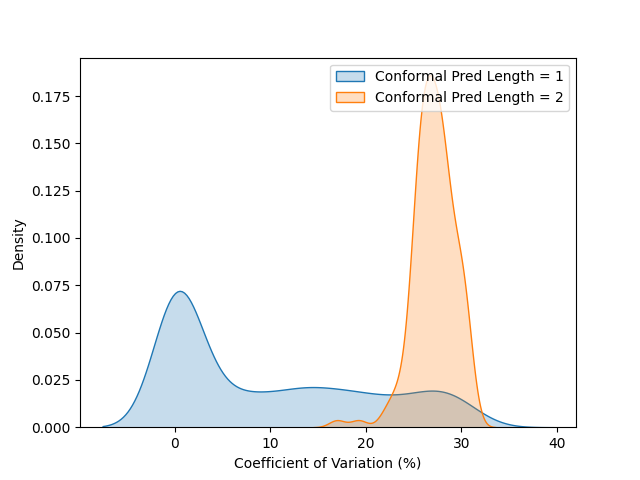 Conformal Pred Length = 1
Conformal Pred Length = 2
0.175
0.150
0.125
0.100
0.075
0.050
0.025
0.000
Density
0 10 20 30 40
Coefficient of Variation (%)